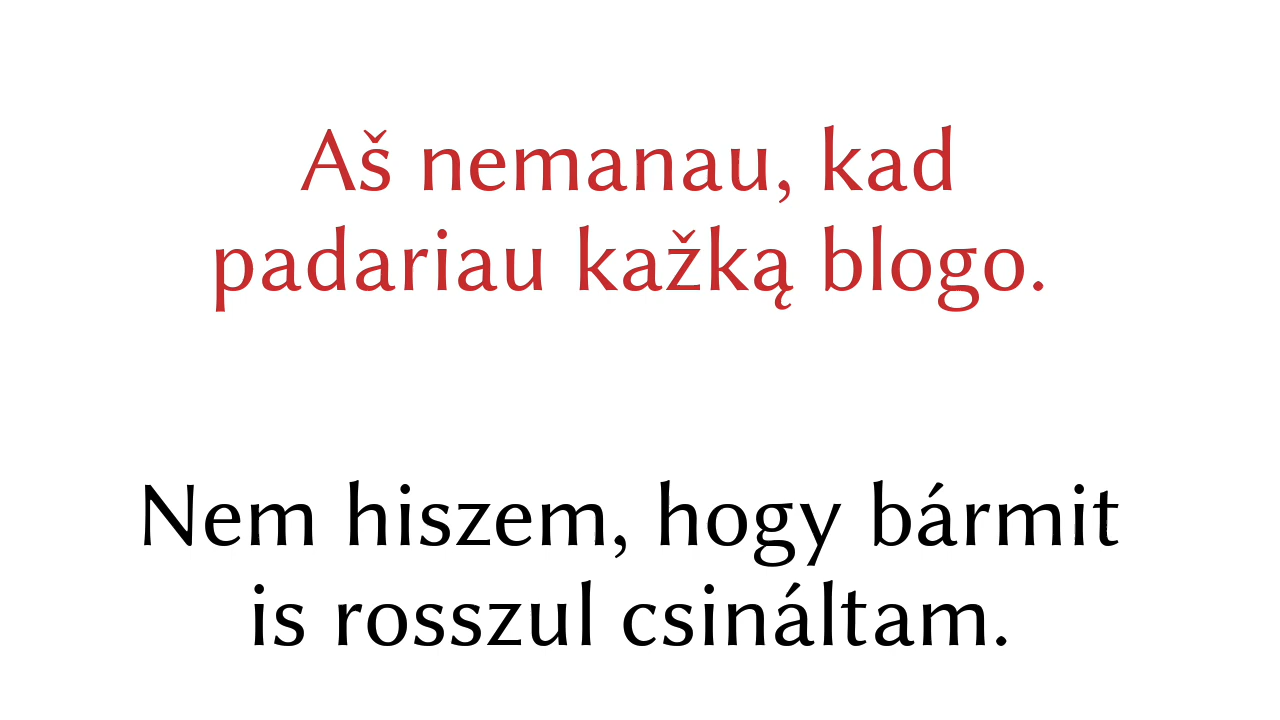 Aš nemanau, kad
padariau kažką blogo.
Nem hiszem, hogy bármit
is rosszul csináltam.